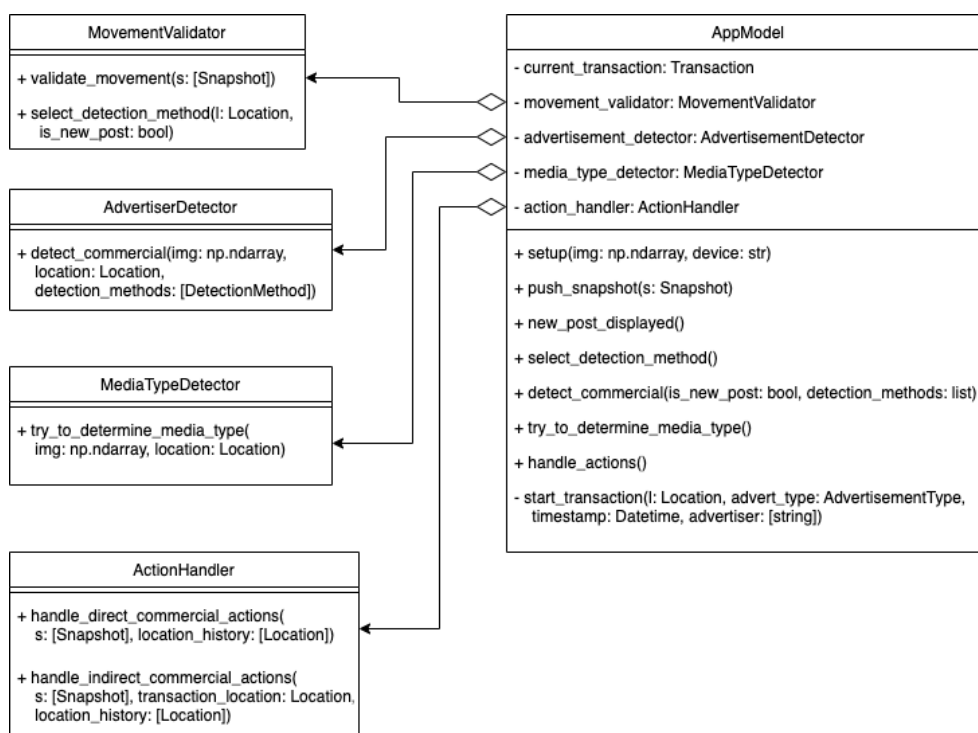 MovementValidator
+ validate_movement(s: [Snapshot])
+ select_detection_method(l: Location,
is_new_post: bool)
AdvertiserDetector
+ detect_commercial(img: np.ndarray,
location: Location,
detection_methods: [DetectionMethod])
MediaTypeDetector
+ try_to_determine_media_type(
img: np.ndarray, location: Location)
ActionHandler
+ handle_direct_commercial_actions(
s: [Snapshot], location_history: [Location])
+ handle_indirect_commercial_actions(
s: [Snapshot], transaction_location: Location,
location_history: [Location])
AppModel
- current_transaction: Transaction
- movement_validator: MovementValidator
- advertisement_detector: AdvertisementDetector
- media_type_detector: MediaTypeDetector
- action_handler: ActionHandler
+ setup(img: np.ndarray, device: str)
+ push_snapshot(s: Snapshot)
+ new_post_displayed()
+ select_detection_method()
+ detect_commercial(is_new_post: bool, detection_methods: list)
+ try_to_determine_media_type()
+ handle_actions()
- start_transaction(l: Location, advert_type: AdvertisementType,
timestamp: Datetime, advertiser: [string])